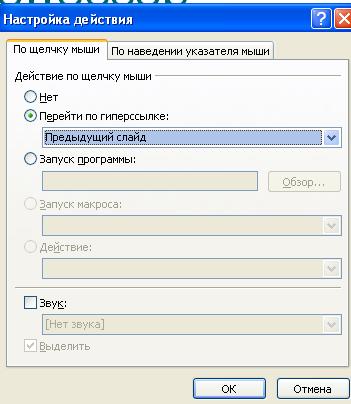 Настройка действия
По щелчку мыши
По наведении указателя мыши
Действие по щелчку мыши
Нет
Перейти по гиперссылке:
Предыдущий слайд
Запуск программы:
Обзор...
Запуск макроса:
Действие:
Звук:
[Нет звука]
Выделить
ОК
Отмена